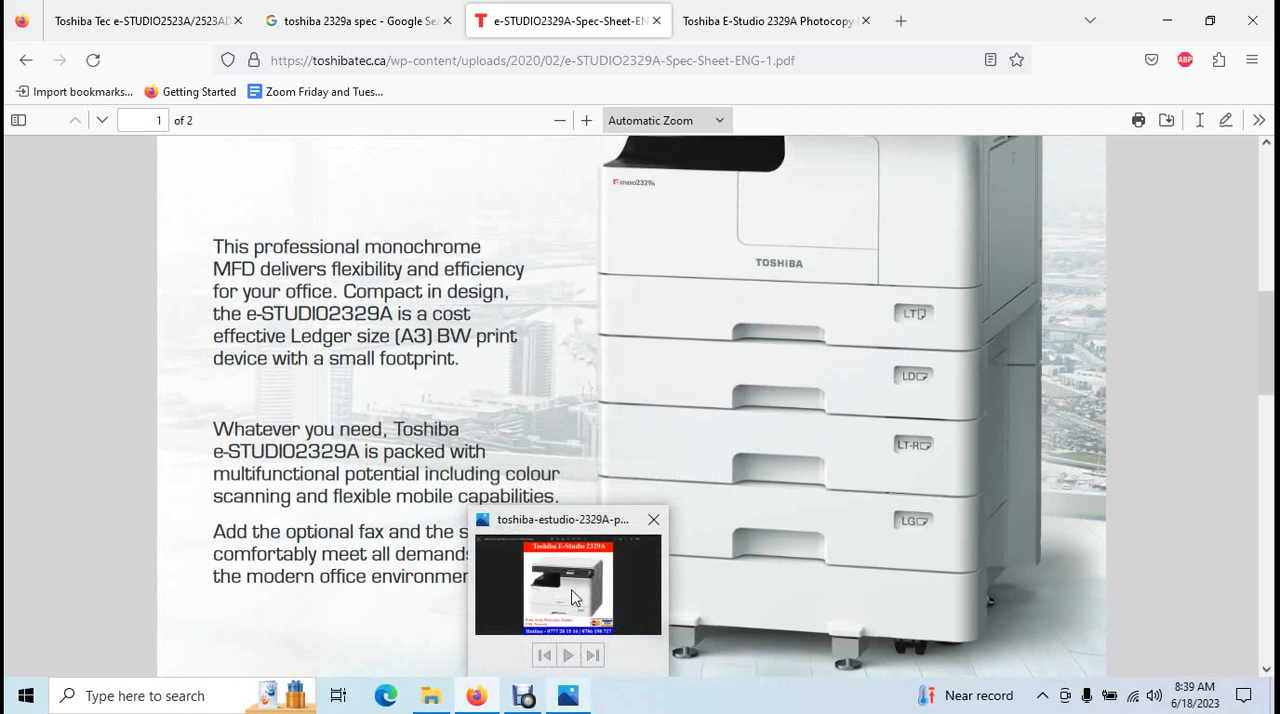 Toshiba Tec e-STUDIO2523A/2523AD
toshiba 2329a spec - Google Sea
e-STUDIO2329A-Spec-Sheet-EN
Toshiba E-Studio 2329A Photocopy
https://toshibatec.ca/wp-content/uploads/2020/02/e-STUDIO2329A-Spec-Sheet-ENG-1.pdf
ABP
Import bookmarks...
Getting Started
Zoom Friday and Tues...
1 of 2
Automatic Zoom
e-STUDIO2329A
TOSHIBA
LT
LD
LT-R
LG
This professional monochrome
MFD delivers flexibility and efficiency
for your office. Compact in design,
the e-STUDIO2329A is a cost
effective Ledger size (A3) BW print
device with a small footprint.
Whatever you need, Toshiba
e-STUDIO2329A is packed with
multifunctional potential including colour
scanning and flexible mobile capabilities.
Add the optional fax and the s
comfortably meet all demands
the modern office environmen
toshiba-estudio-2329A-p...
Toshiba E-Studio 2329A
Type here to search
Near record
8:39 AM
6/18/2023